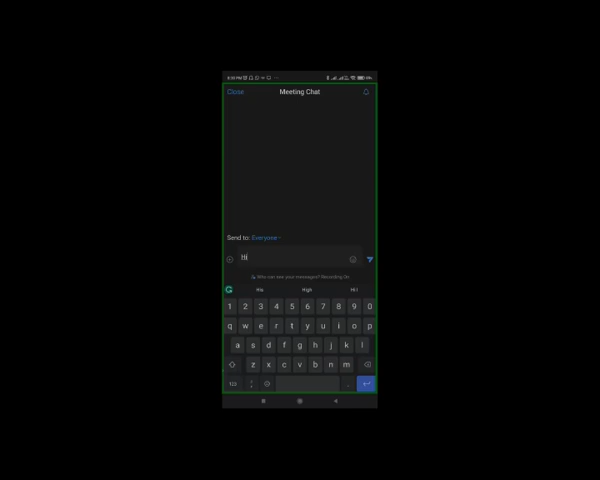 Close Meeting Chat
Send to: Everyone
Hi
Who can see your messages? Recording On
His High Hi I
1 2 3 4 5 6 7 8 9 0
q w e r t y u i o p
a s d f g h j k l
z x c v b n m
123 .